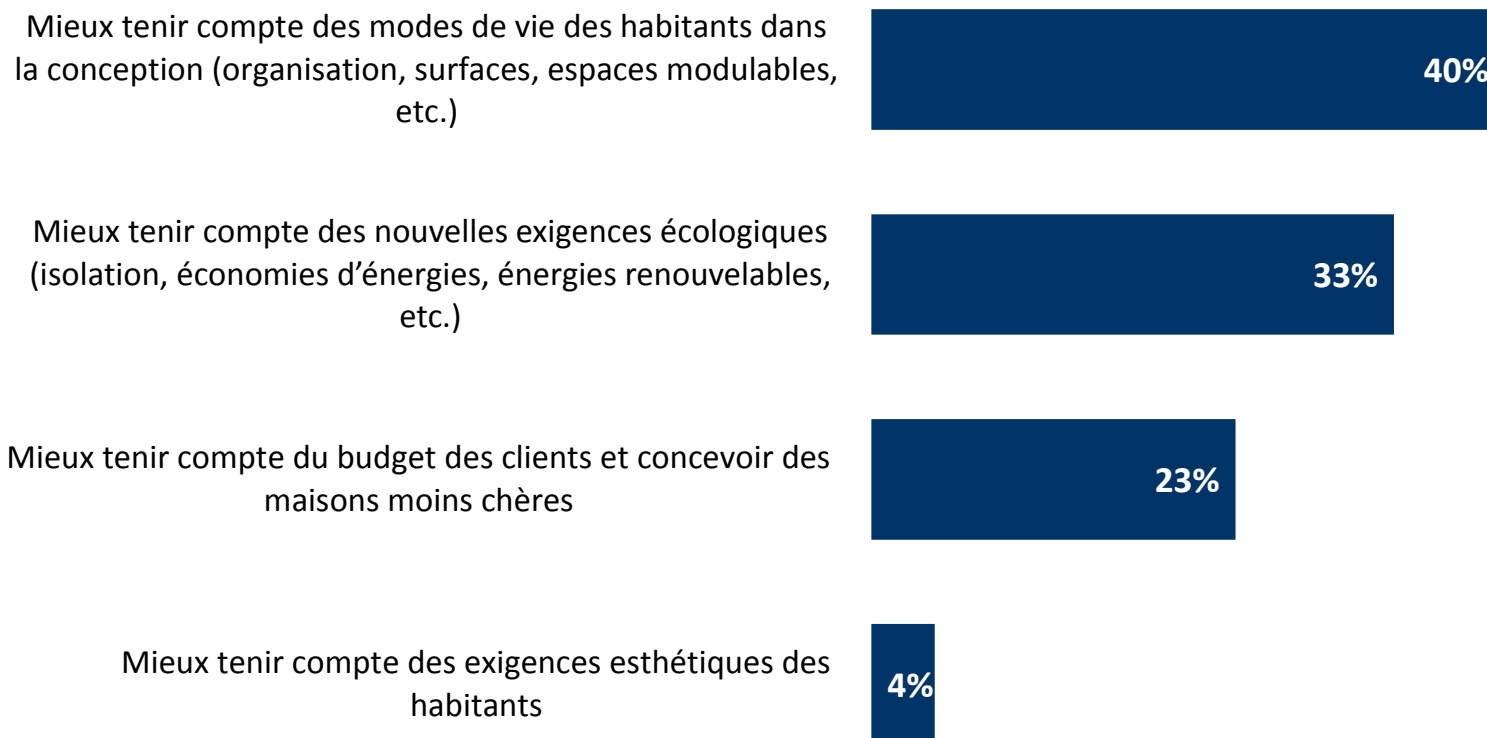 Mieux tenir compte des modes de vie des habitants dans
la conception (organisation, surfaces, espaces modulables,
etc.)
40%
Mieux tenir compte des nouvelles exigences écologiques
(isolation, économies d’énergies, énergies renouvelables,
etc.)
33%
Mieux tenir compte du budget des clients et concevoir des
maisons moins chères
23%
Mieux tenir compte des exigences esthétiques des
habitants
4%